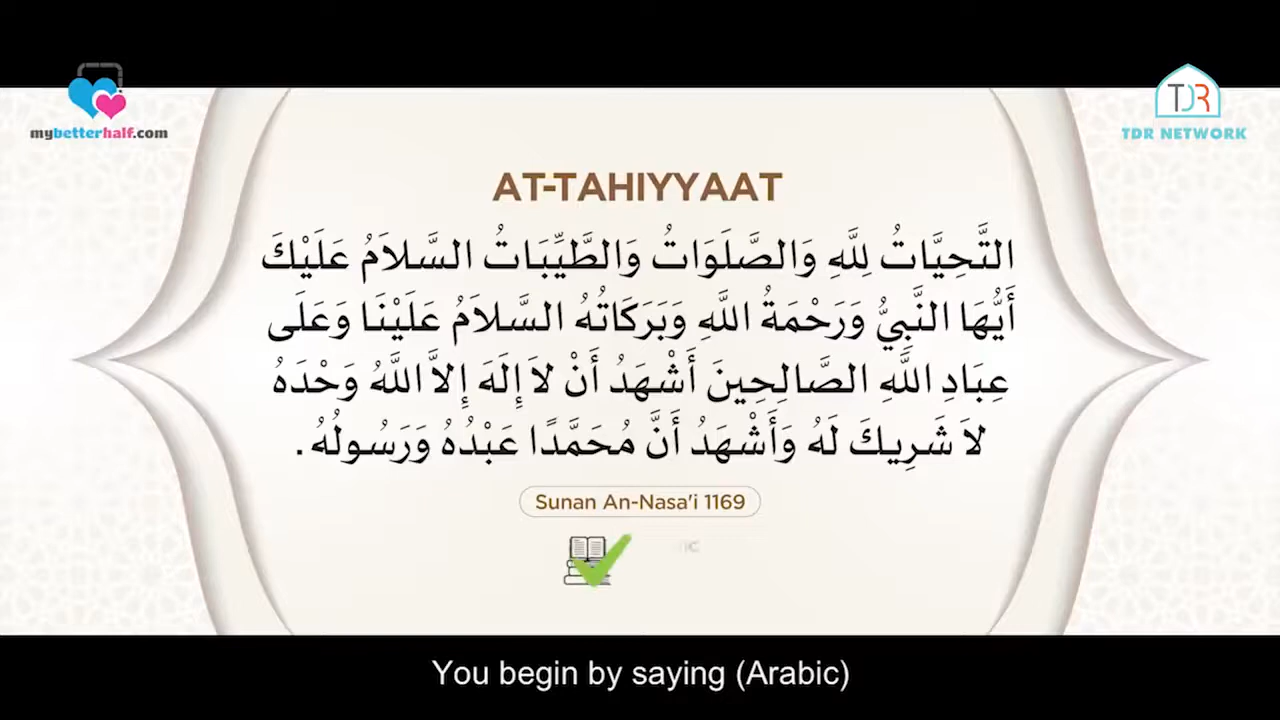 mybetterhalf.com
TDR
TDR NETWORK
AT-TAHIYYAAT
التَّحِيَّاتُ لِلَّهِ وَالصَّلَوَاتُ وَالطَّيِّبَاتُ السَّلاَمُ عَلَيْكَ
أَيُّهَا النَّبِيُّ وَرَحْمَةُ اللَّهِ وَبَرَكَاتُهُ السَّلاَمُ عَلَيْنَا وَعَلَى
عِبَادِ اللَّهِ الصَّالِحِينَ أَشْهَدُ أَنْ لاَ إِلَهَ إِلاَّ اللَّهُ وَحْدَهُ
لاَ شَرِيكَ لَهُ وَأَشْهَدُ أَنَّ مُحَمَّدًا عَبْدُهُ وَرَسُولُهُ.
Sunan An-Nasa'i 1169
You begin by saying (Arabic)